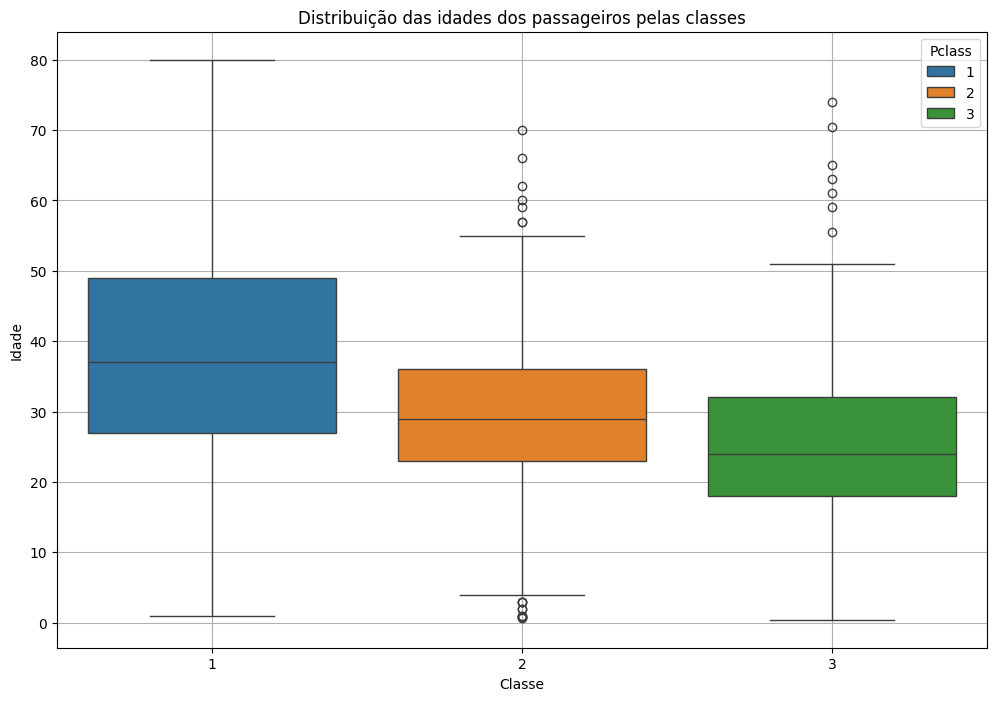 Distribuição das idades dos passageiros pelas classes
Pclass
1
2
3
80
70
60
50
40
30
20
10
0
Idade
1 2 3
Classe